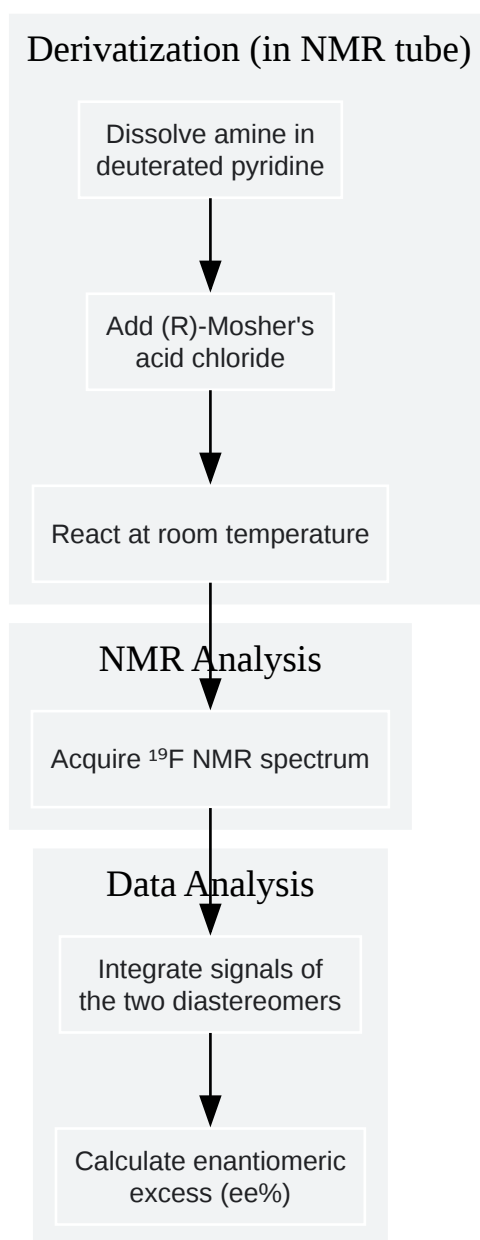 Derivatization (in NMR tube)
Dissolve amine in
deuterated pyridine
Add (R)-Mosher's
acid chloride
React at room temperature
NMR Analysis
Acquire ¹⁹F NMR spectrum
Data Analysis
Integrate signals of
the two diastereomers
Calculate enantiomeric
excess (ee%)